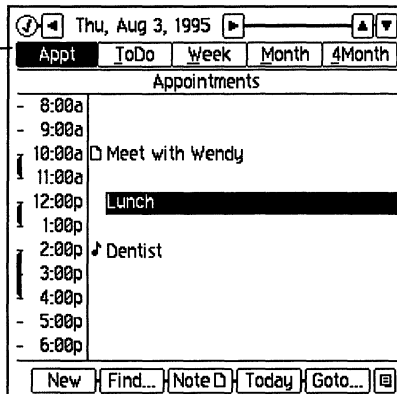 Thu, Aug 3, 1995
Appt ToDo Week Month 4Month
Appointments
- 8:00a
- 9:00a
10:00a Meet with Wendy
11:00a
12:00p Lunch
1:00p
2:00p Dentist
3:00p
4:00p
- 5:00p
- 6:00p
New Find... Note Today Goto...